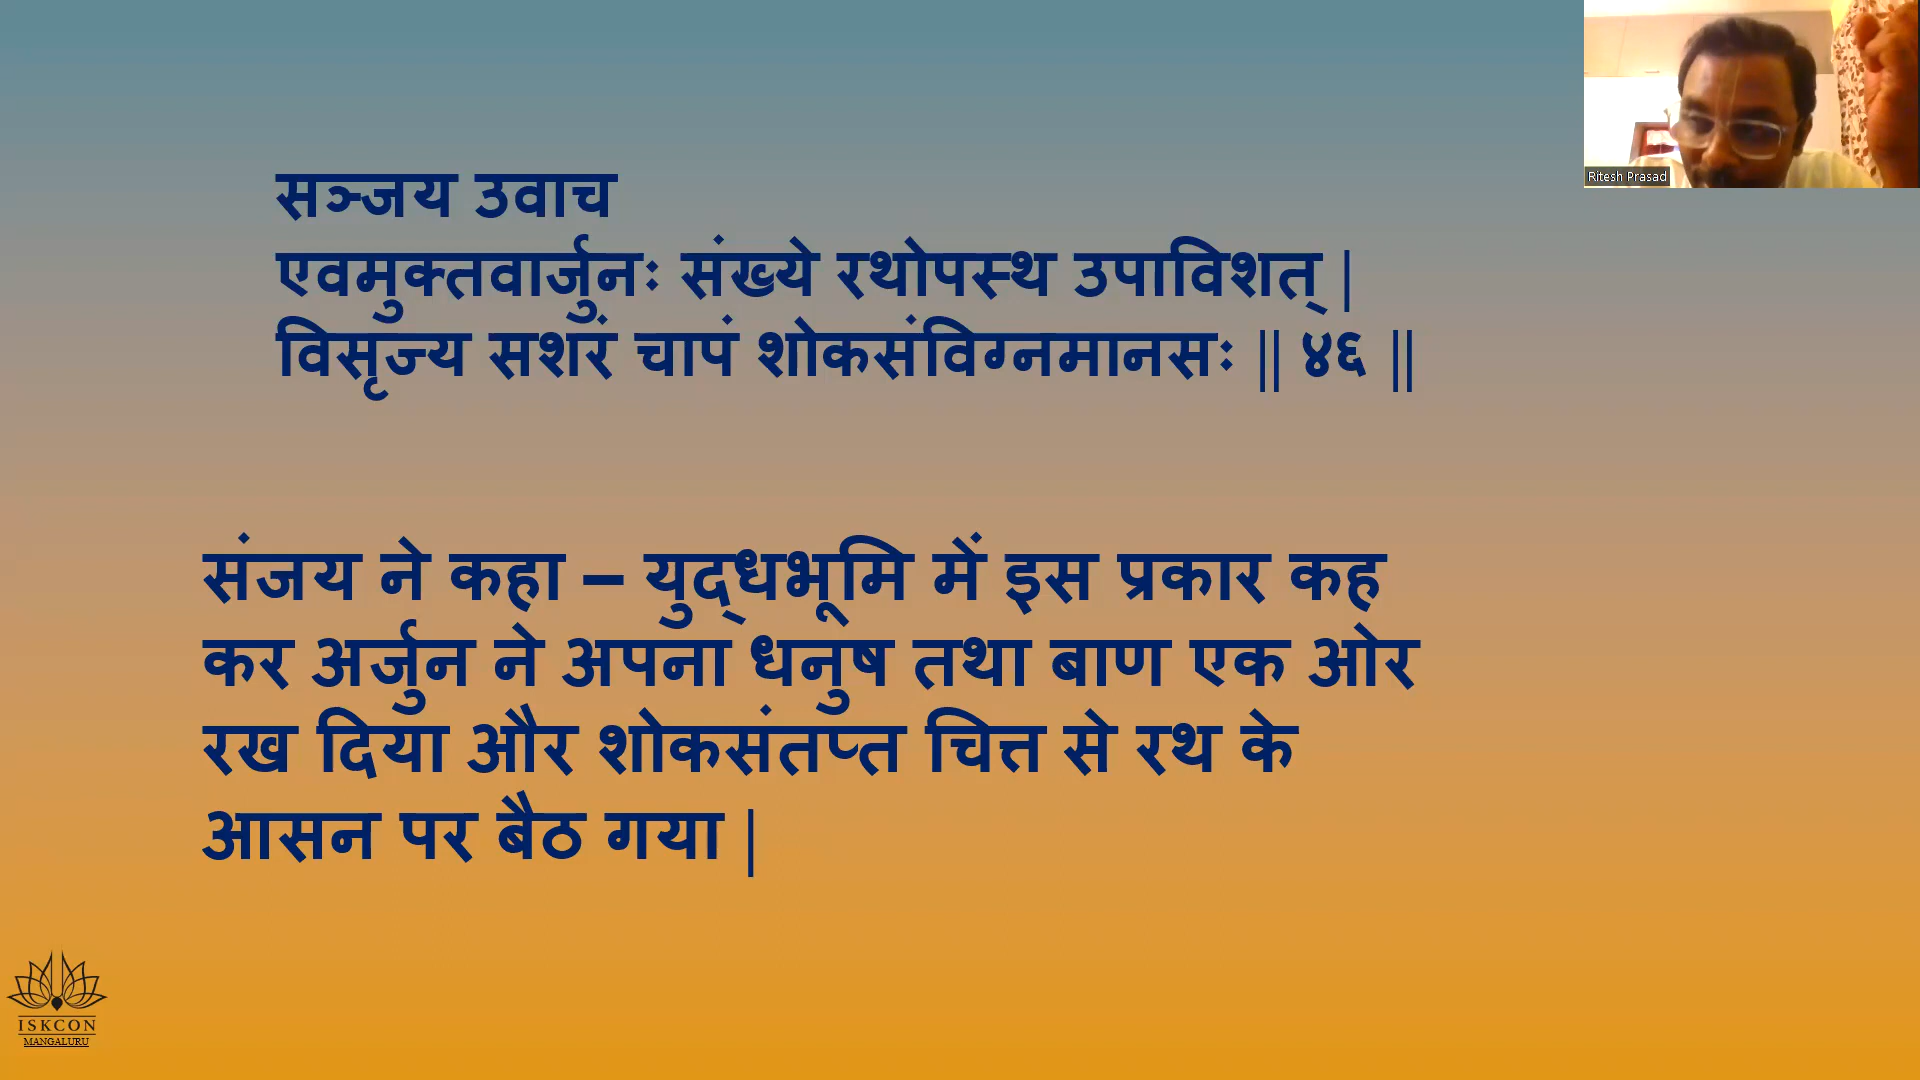 Ritesh Prasad
सञ्जय उवाच
एवमुक्तवार्जुनः संख्ये रथोपस्थ उपाविशत् |
विसृज्य सशरं चापं शोकसंविग्नमानसः || ४६ ||
संजय ने कहा – युद्धभूमि में इस प्रकार कह
कर अर्जुन ने अपना धनुष तथा बाण एक ओर
रख दिया और शोकसंतप्त चित्त से रथ के
आसन पर बैठ गया |
ISKCON
MANGALURU